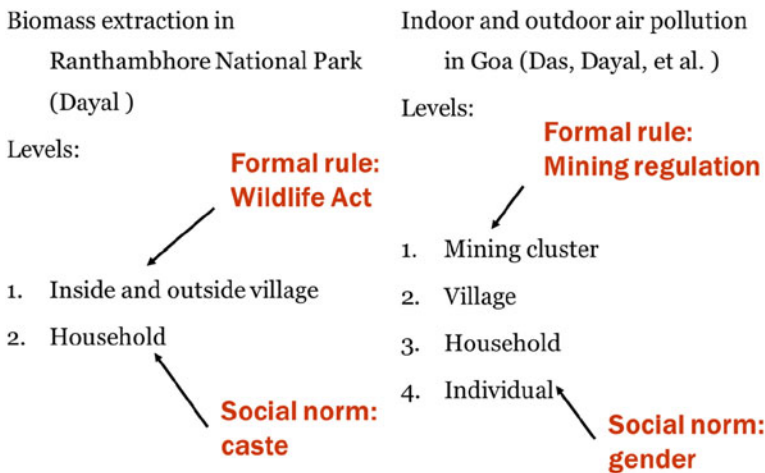 Biomass extraction in
Ranthambhore National Park
(Dayal )
Levels:
Formal rule:
Wildlife Act
1. Inside and outside village
2. Household
Social norm:
caste
Indoor and outdoor air pollution
in Goa (Das, Dayal, et al. )
Levels:
Formal rule:
Mining regulation
1. Mining cluster
2. Village
3. Household
4. Individual
Social norm:
gender